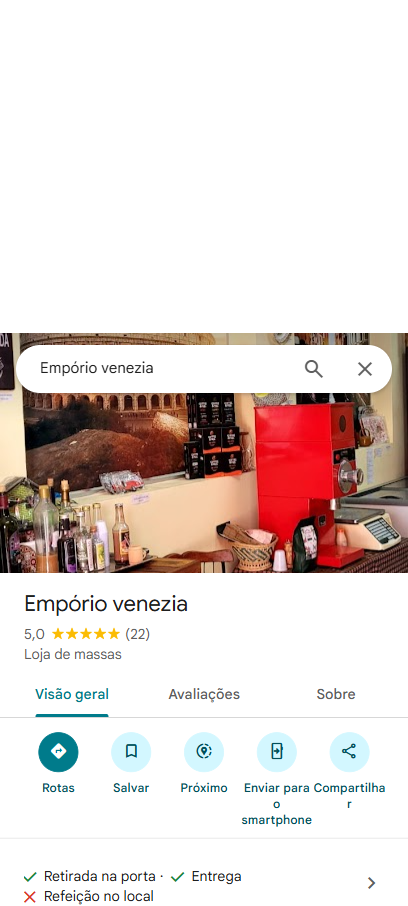 Empório venezia
Empório venezia
5,0 (22)
Loja de massas
Visão geral Avaliações Sobre
Rotas Salvar Próximo Enviar para o smartphone Compartilhar
Retirada na porta · Entrega
Refeição no local